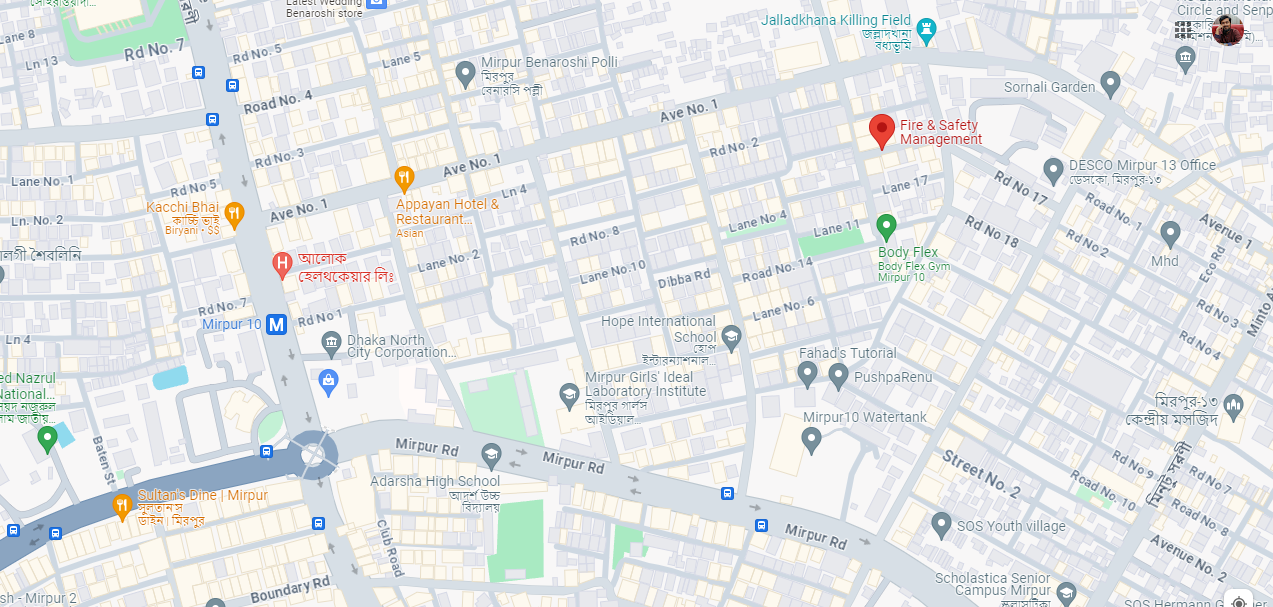 Latest Wedding
Benaroshi store
Jalladkhana Killing Field
জল্লাদখানা
বধ্যভূমি
Circle and Senp
Lane 8
Ln 13
Rd No. 7
Rd No. 5
Lane 5
Mirpur Benaroshi Polli
মিরপুর
বেনারসি পল্লী
Sornali Garden
Road No. 4
Ave No. 1
Fire & Safety
Management
Rd No. 3
Rd No. 2
Ave No. 1
DESCO Mirpur 13 Office
ডেসকো, মিরপুর-১৩
Lane No. 1
Rd No 5
Lane 17
Rd No 17
Ln 4
Kacchi Bhai
কাচ্চি ভাই
Biryani • $$
Ave No. 1
Appayan Hotel &
Restaurant...
Asian
Road No. 1
Ln. No. 2
Lane No 4
Lane 11
Rd No 18
Avenue 1
Rd No. 8
Body Flex
Body Flex Gym
Mirpur 10
Mhd
Eco Rd
আলোক
হেলথকেয়ার লিঃ
Lane No. 2
Lane No.10
Dibba Rd
Road No. 14
Rd No. 7
Rd No 1
Lane No. 6
Rd No. 3
Mirpur 10
M
Minto A
Hope International
School
হোপ
ইন্টারন্যাশনাল...
Ln 4
Dhaka North
City Corporation...
Rd No. 4
Fahad's Tutorial
PushpaRenu
ed Nazrul
National...
Mirpur Girls' Ideal
Laboratory Institute
মিরপুর গার্লস
আইডিয়াল...
মিরপুর-১৩
কেন্দ্রীয় মসজিদ
Mirpur10 Watertank
Baten St
Mirpur Rd
Mirpur Rd
Street No. 2
Rd No. 9
Rd No. 7
Road No. 10
Road No. 8
Adarsha High School
আদর্শ উচ্চ
বিদ্যালয়
Sultan's Dine | Mirpur
সুলতান'স
ডাইন। মিরপুর
Club Road
Mirpur Rd
SOS Youth village
Avenue No. 2
Boundary Rd
Scholastica Senior
Campus Mirpur
sh - Mirpur 2
SOS Hermann G